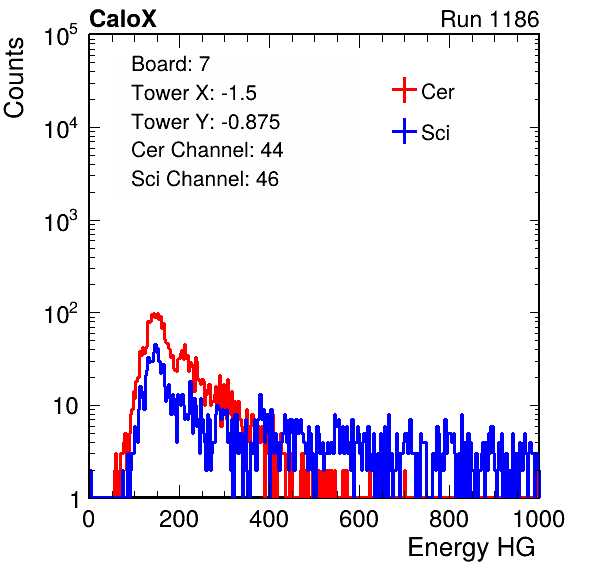 CaloX Run 1186
Counts
10^5
10^4
10^3
10^2
10
1
Board: 7
Tower X: -1.5
Tower Y: -0.875
Cer Channel: 44
Sci Channel: 46
Cer
Sci
0 200 400 600 800 1000
Energy HG